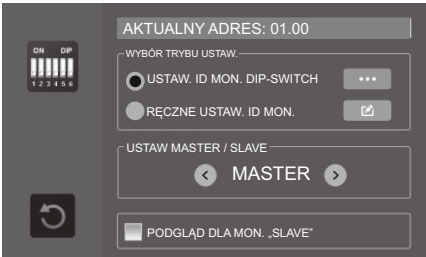 AKTUALNY ADRES: 01.00
WYBÓR TRYBU USTAW.
ON DIP
1 2 3 4 5 6
USTAW. ID MON. DIP-SWITCH
RĘCZNE USTAW. ID MON.
USTAW MASTER / SLAVE
MASTER
PODGLĄD DLA MON. „SLAVE”